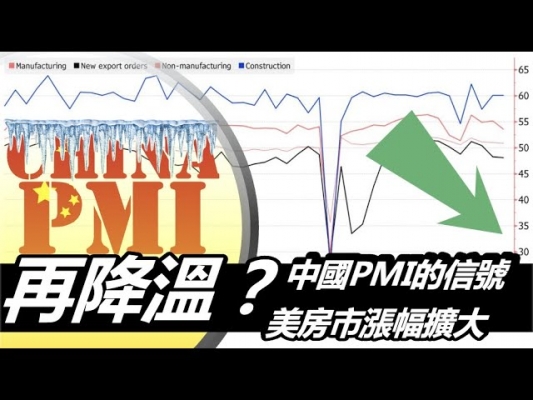 Manufacturing New export orders Non-manufacturing Construction
65
60
55
50
45
40
35
30
CHINA
PMI
再降溫？
中國PMI的信號
美房市漲幅擴大